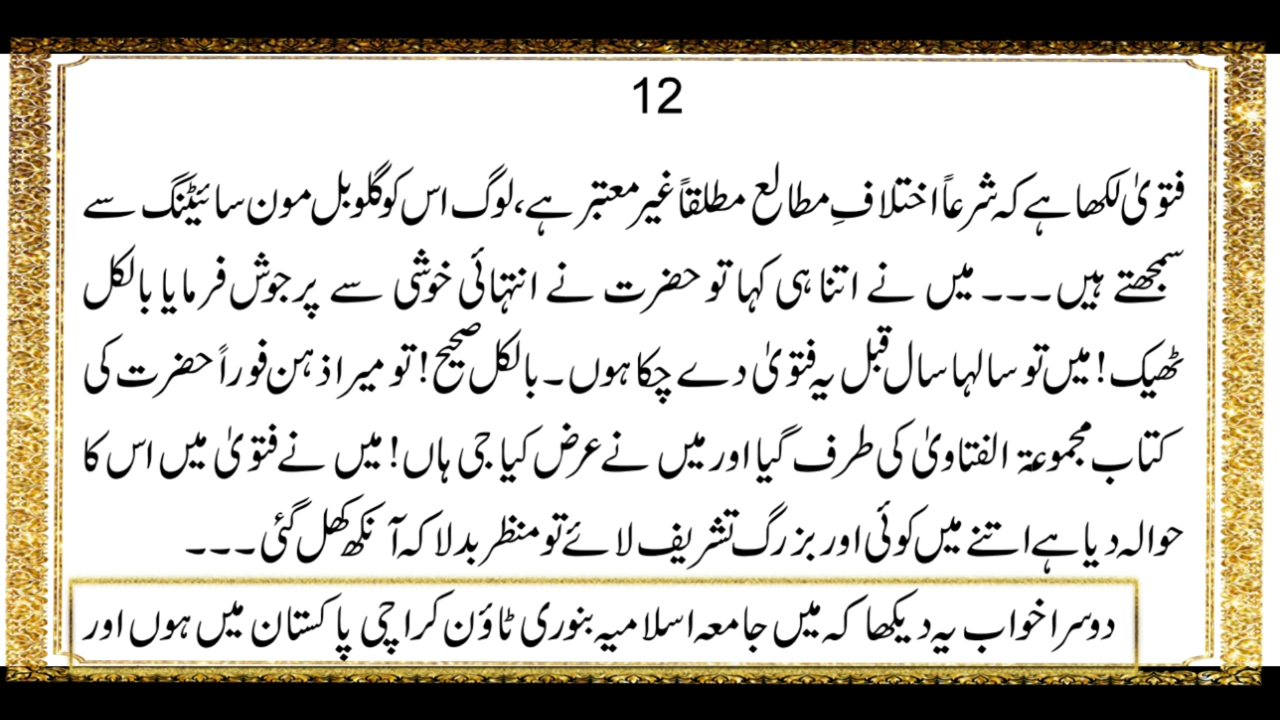 12
فتویٰ لکھا ہے کہ شرعاً اختلافِ مطالع مطلقاً غیر معتبر ہے، لوگ اس کو گلوبل مون سائیٹنگ سے
سمجھتے ہیں۔۔۔ میں نے اتنا ہی کہا تو حضرت نے انتہائی خوشی سے پر جوش فرمایا بالکل
ٹھیک! میں تو سالہا سال قبل یہ فتویٰ دے چکا ہوں۔ بالکل صحیح! تو میرا ذہن فوراً حضرت کی
کتاب مجموعۃ الفتاویٰ کی طرف گیا اور میں نے عرض کیا جی ہاں! میں نے فتویٰ میں اس کا
حوالہ دیا ہے اتنے میں کوئی اور بزرگ تشریف لائے تو منظر بدلا کہ آنکھ کھل گئی۔۔۔
دوسرا خواب یہ دیکھا کہ میں جامعہ اسلامیہ بنوری ٹاؤن کراچی پاکستان میں ہوں اور